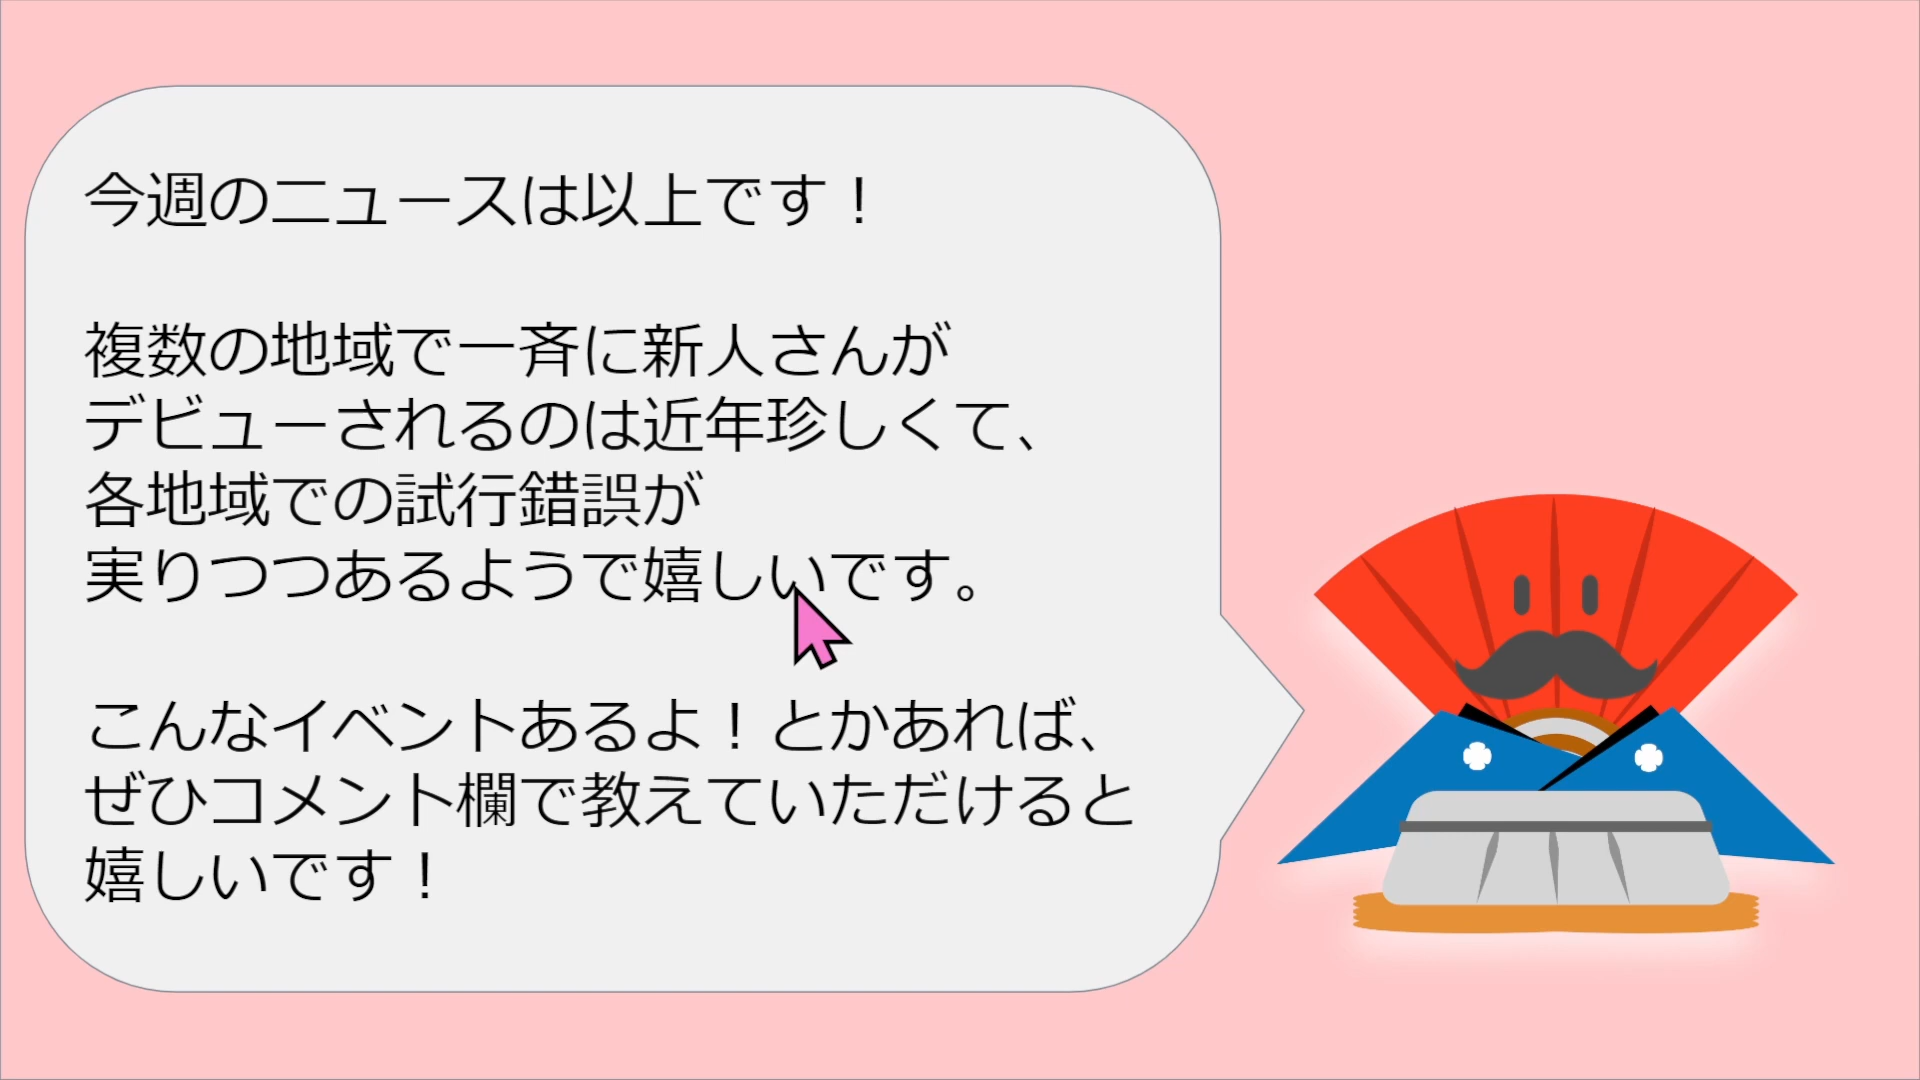 今週のニュースは以上です！
複数の地域で一斉に新人さんが
デビューされるのは近年珍しくて、
各地域での試行錯誤が
実りつつあるようで嬉しいです。
こんなイベントあるよ！とかあれば、
ぜひコメント欄で教えていただけると
嬉しいです！